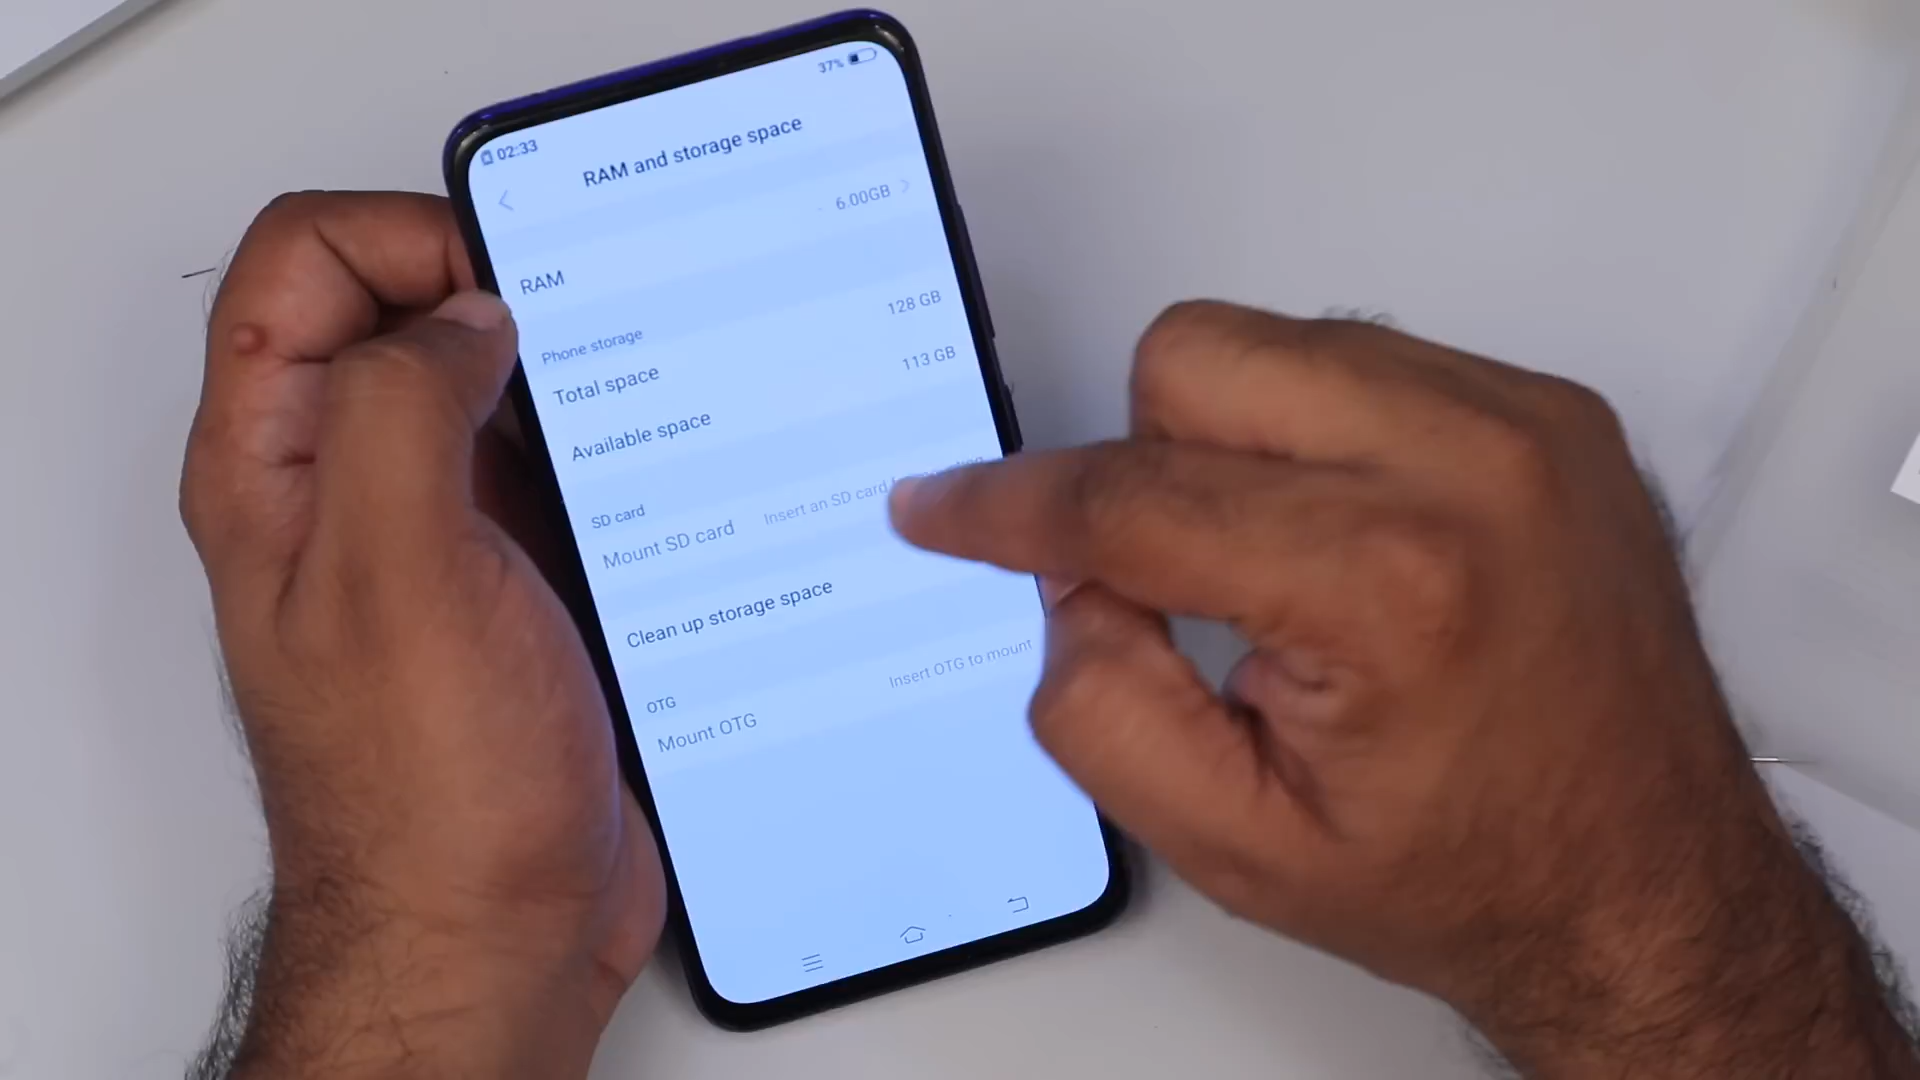 02:33
37%
RAM and storage space
RAM 6.00GB
Phone storage
Total space 128 GB
Available space 113 GB
SD card
Mount SD card Insert an SD card
Clean up storage space
OTG
Mount OTG Insert OTG to mount